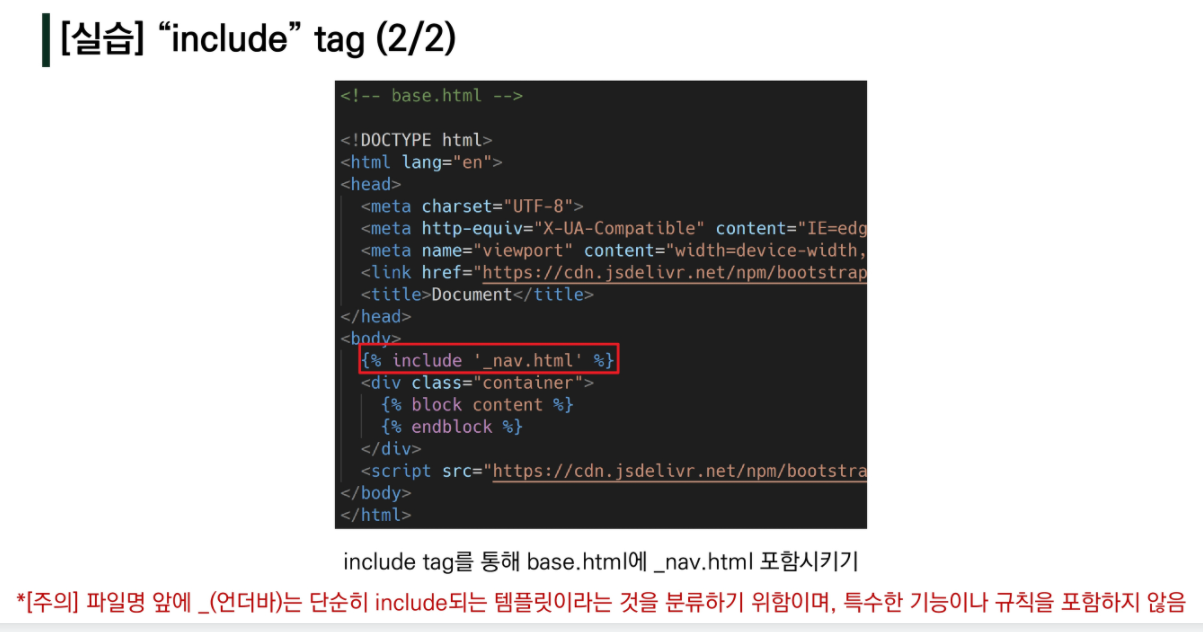 [실습] “include” tag (2/2)
<!-- base.html -->
<!DOCTYPE html>
<html lang="en">
<head>
<meta charset="UTF-8">
<meta http-equiv="X-UA-Compatible" content="IE=edg
<meta name="viewport" content="width=device-width,
<link href="https://cdn.jsdelivr.net/npm/bootstrap
<title>Document</title>
</head>
<body>
{% include '_nav.html' %}
<div class="container">
{% block content %}
{% endblock %}
</div>
<script src="https://cdn.jsdelivr.net/npm/bootstra
</body>
</html>
include tag를 통해 base.html에 _nav.html 포함시키기
*[주의] 파일명 앞에 _(언더바)는 단순히 include되는 템플릿이라는 것을 분류하기 위함이며, 특수한 기능이나 규칙을 포함하지 않음